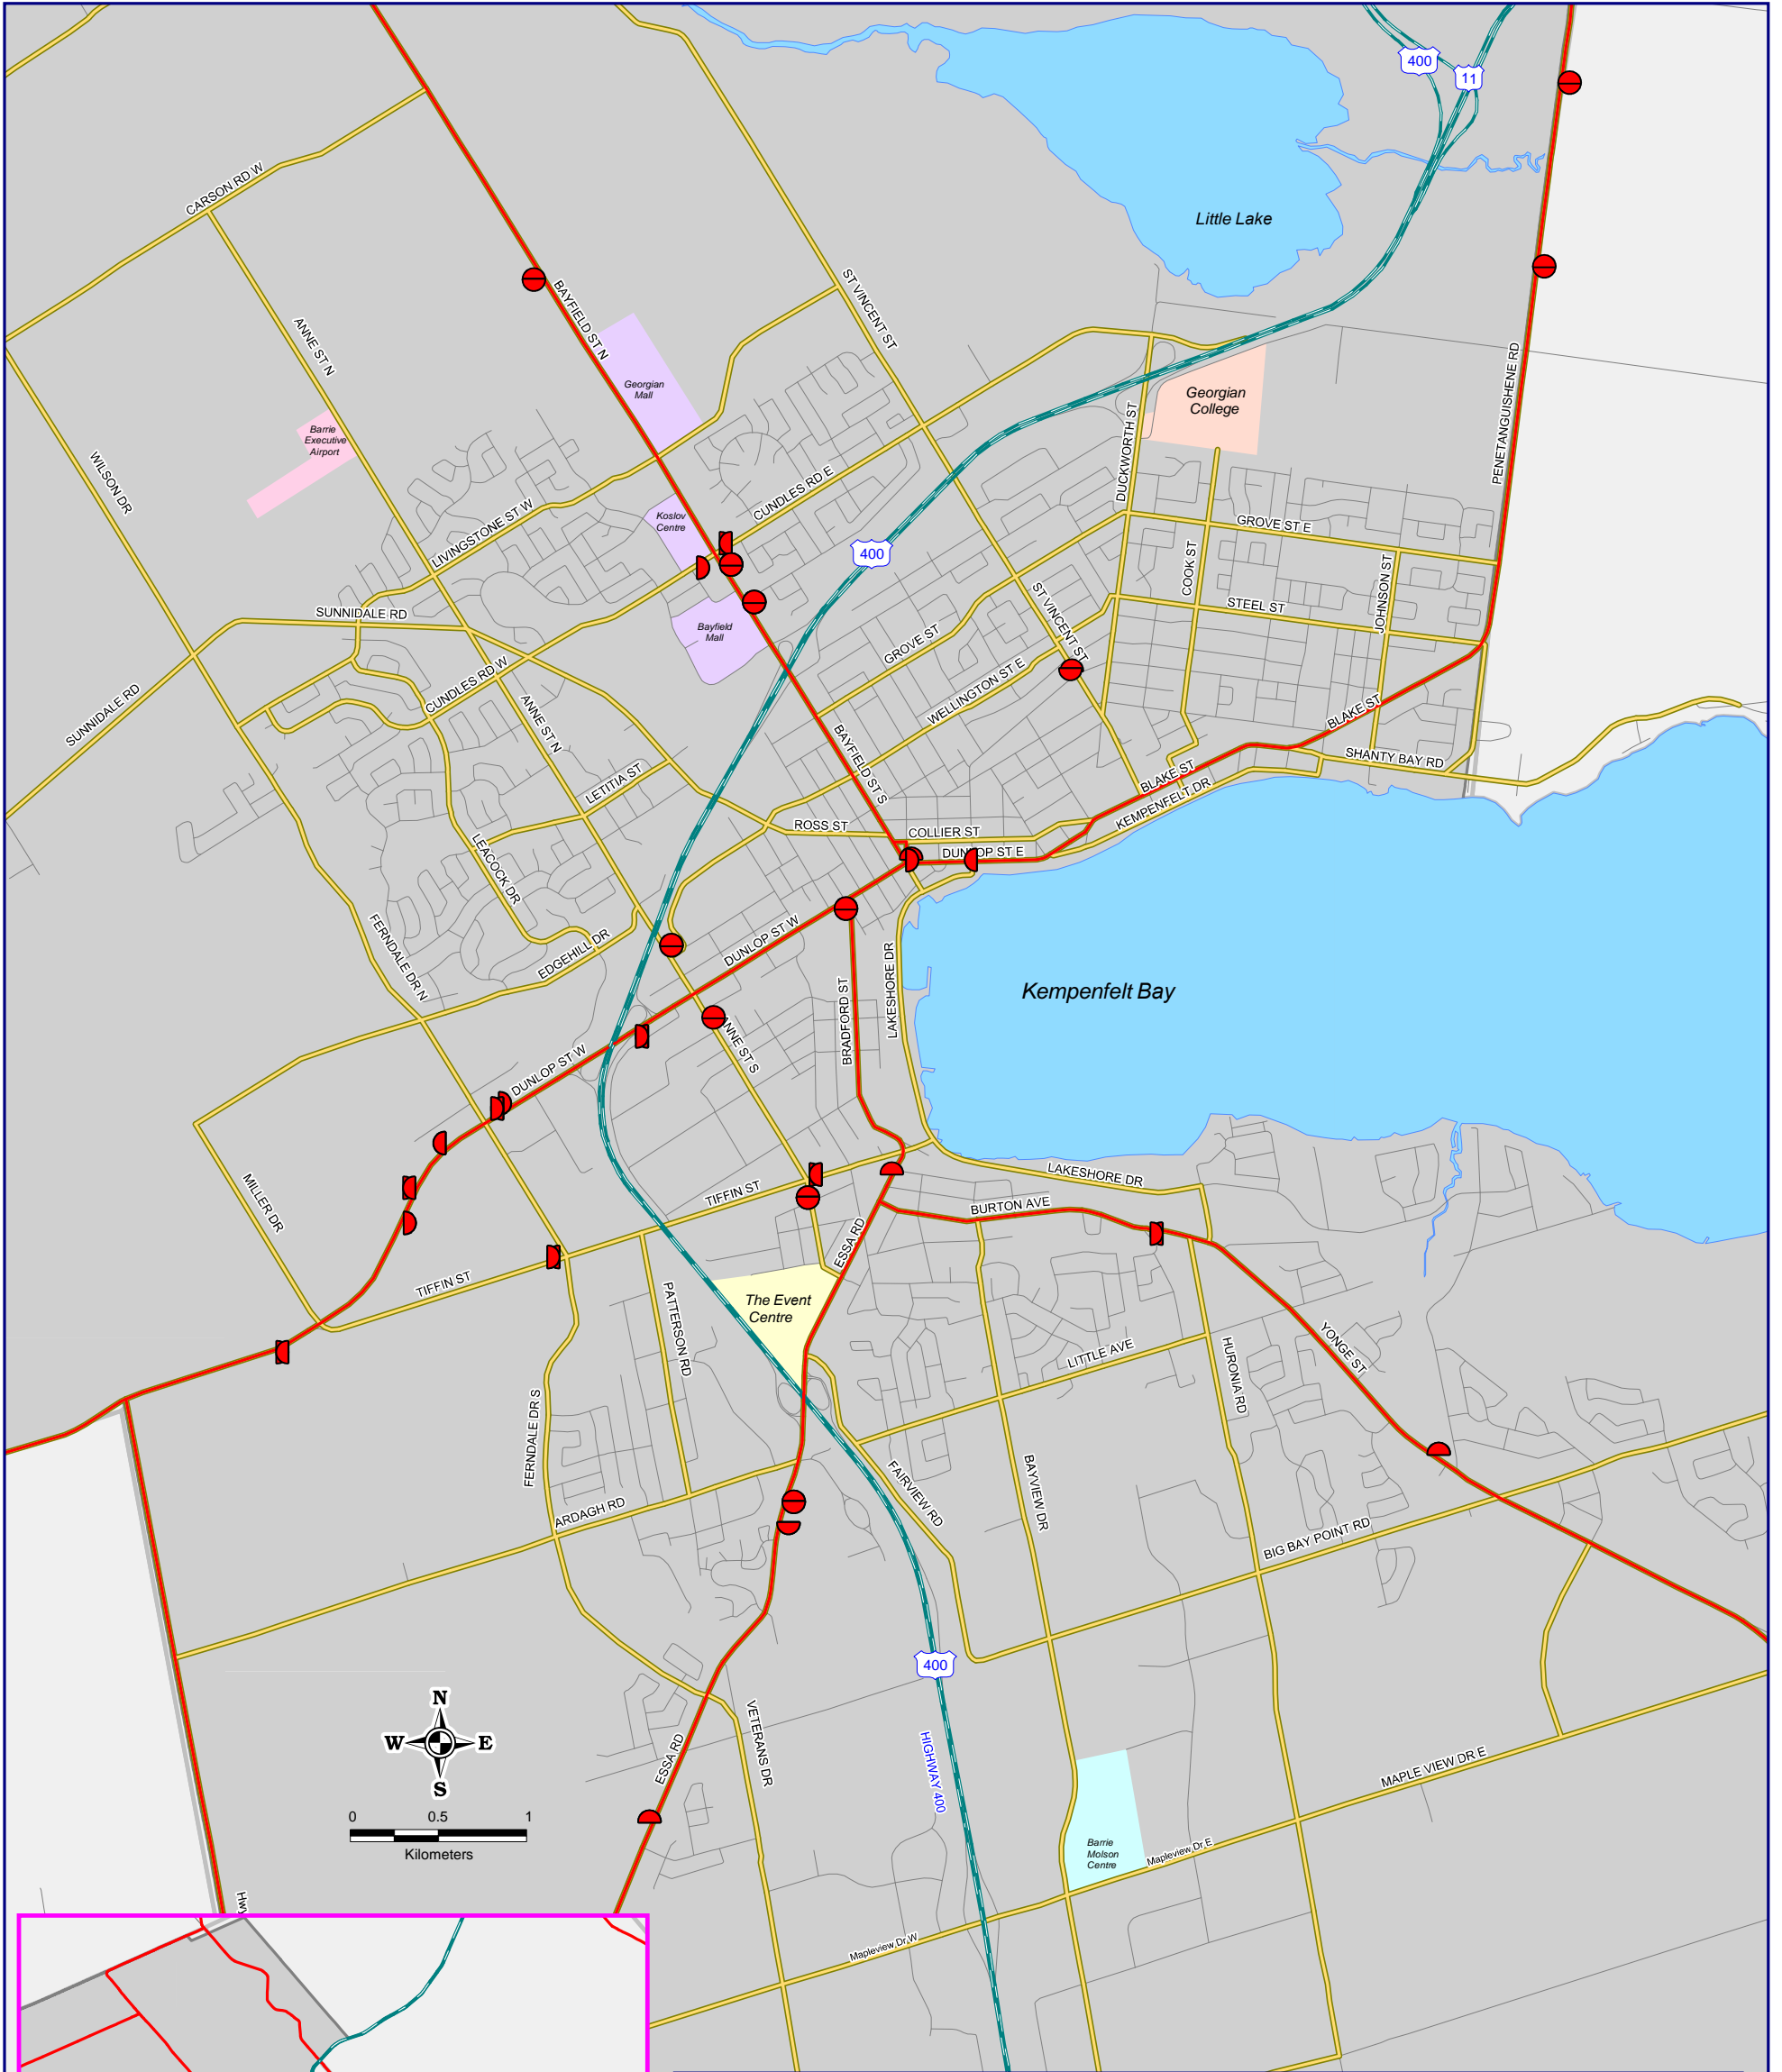 400
11
Little Lake
CARSON RD W
ST VINCENT ST
BAYFIELD ST N
ANNE ST N
PENETANGUISHENE RD
Georgian
Mall
Georgian
College
Barrie
Executive
Airport
WILSON DR
DUCKWORTH ST
CUNDLES RD E
LIVINGSTONE ST W
Koslov
Centre
GROVE ST E
400
COOK ST
JOHNSON ST
SUNNIDALE RD
STEEL ST
ST VINCENT ST
Bayfield
Mall
GROVE ST
CUNDLES RD W
WELLINGTON ST E
SUNNIDALE RD
ANNE ST N
BLAKE ST
BAYFIELD ST S
SHANTY BAY RD
LETITIA ST
BLAKE ST
KEMPENFELT DR
ROSS ST
COLLIER ST
DUNLOP ST E
LEACOCK DR
FERNDALE DR N
EDGEHILL DR
DUNLOP ST W
LAKESHORE DR
BRADFORD ST
Kempenfelt Bay
ANNE ST S
DUNLOP ST W
MILLER DR
TIFFIN ST
LAKESHORE DR
BURTON AVE
ESSA RD
TIFFIN ST
PATTERSON RD
The Event
Centre
LITTLE AVE
YONGE ST
HURONIA RD
FERNDALE DR S
FAIRVIEW RD
BAYVIEW DR
ARDAGH RD
BIG BAY POINT RD
400
N
W
E
S
VETERANS DR
ESSA RD
HIGHWAY 400
MAPLE VIEW DR E
0
0.5
1
Kilometers
Barrie
Molson
Centre
Mapleview Dr E
Hwy
Mapleview Dr W